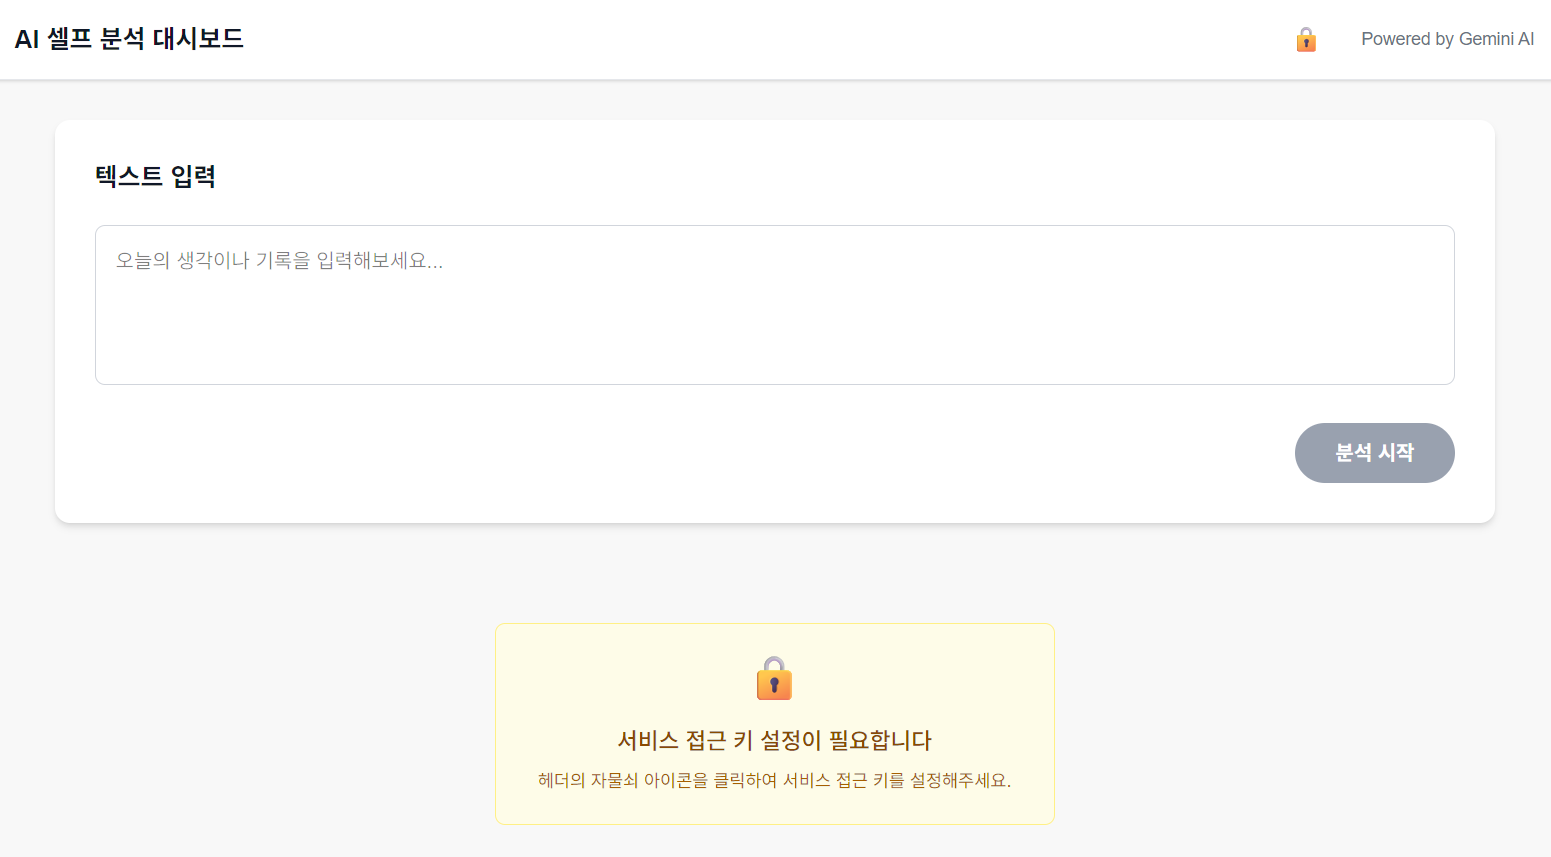 AI 셀프 분석 대시보드
Powered by Gemini AI
텍스트 입력
오늘의 생각이나 기록을 입력해보세요...
분석 시작
서비스 접근 키 설정이 필요합니다
헤더의 자물쇠 아이콘을 클릭하여 서비스 접근 키를 설정해주세요.